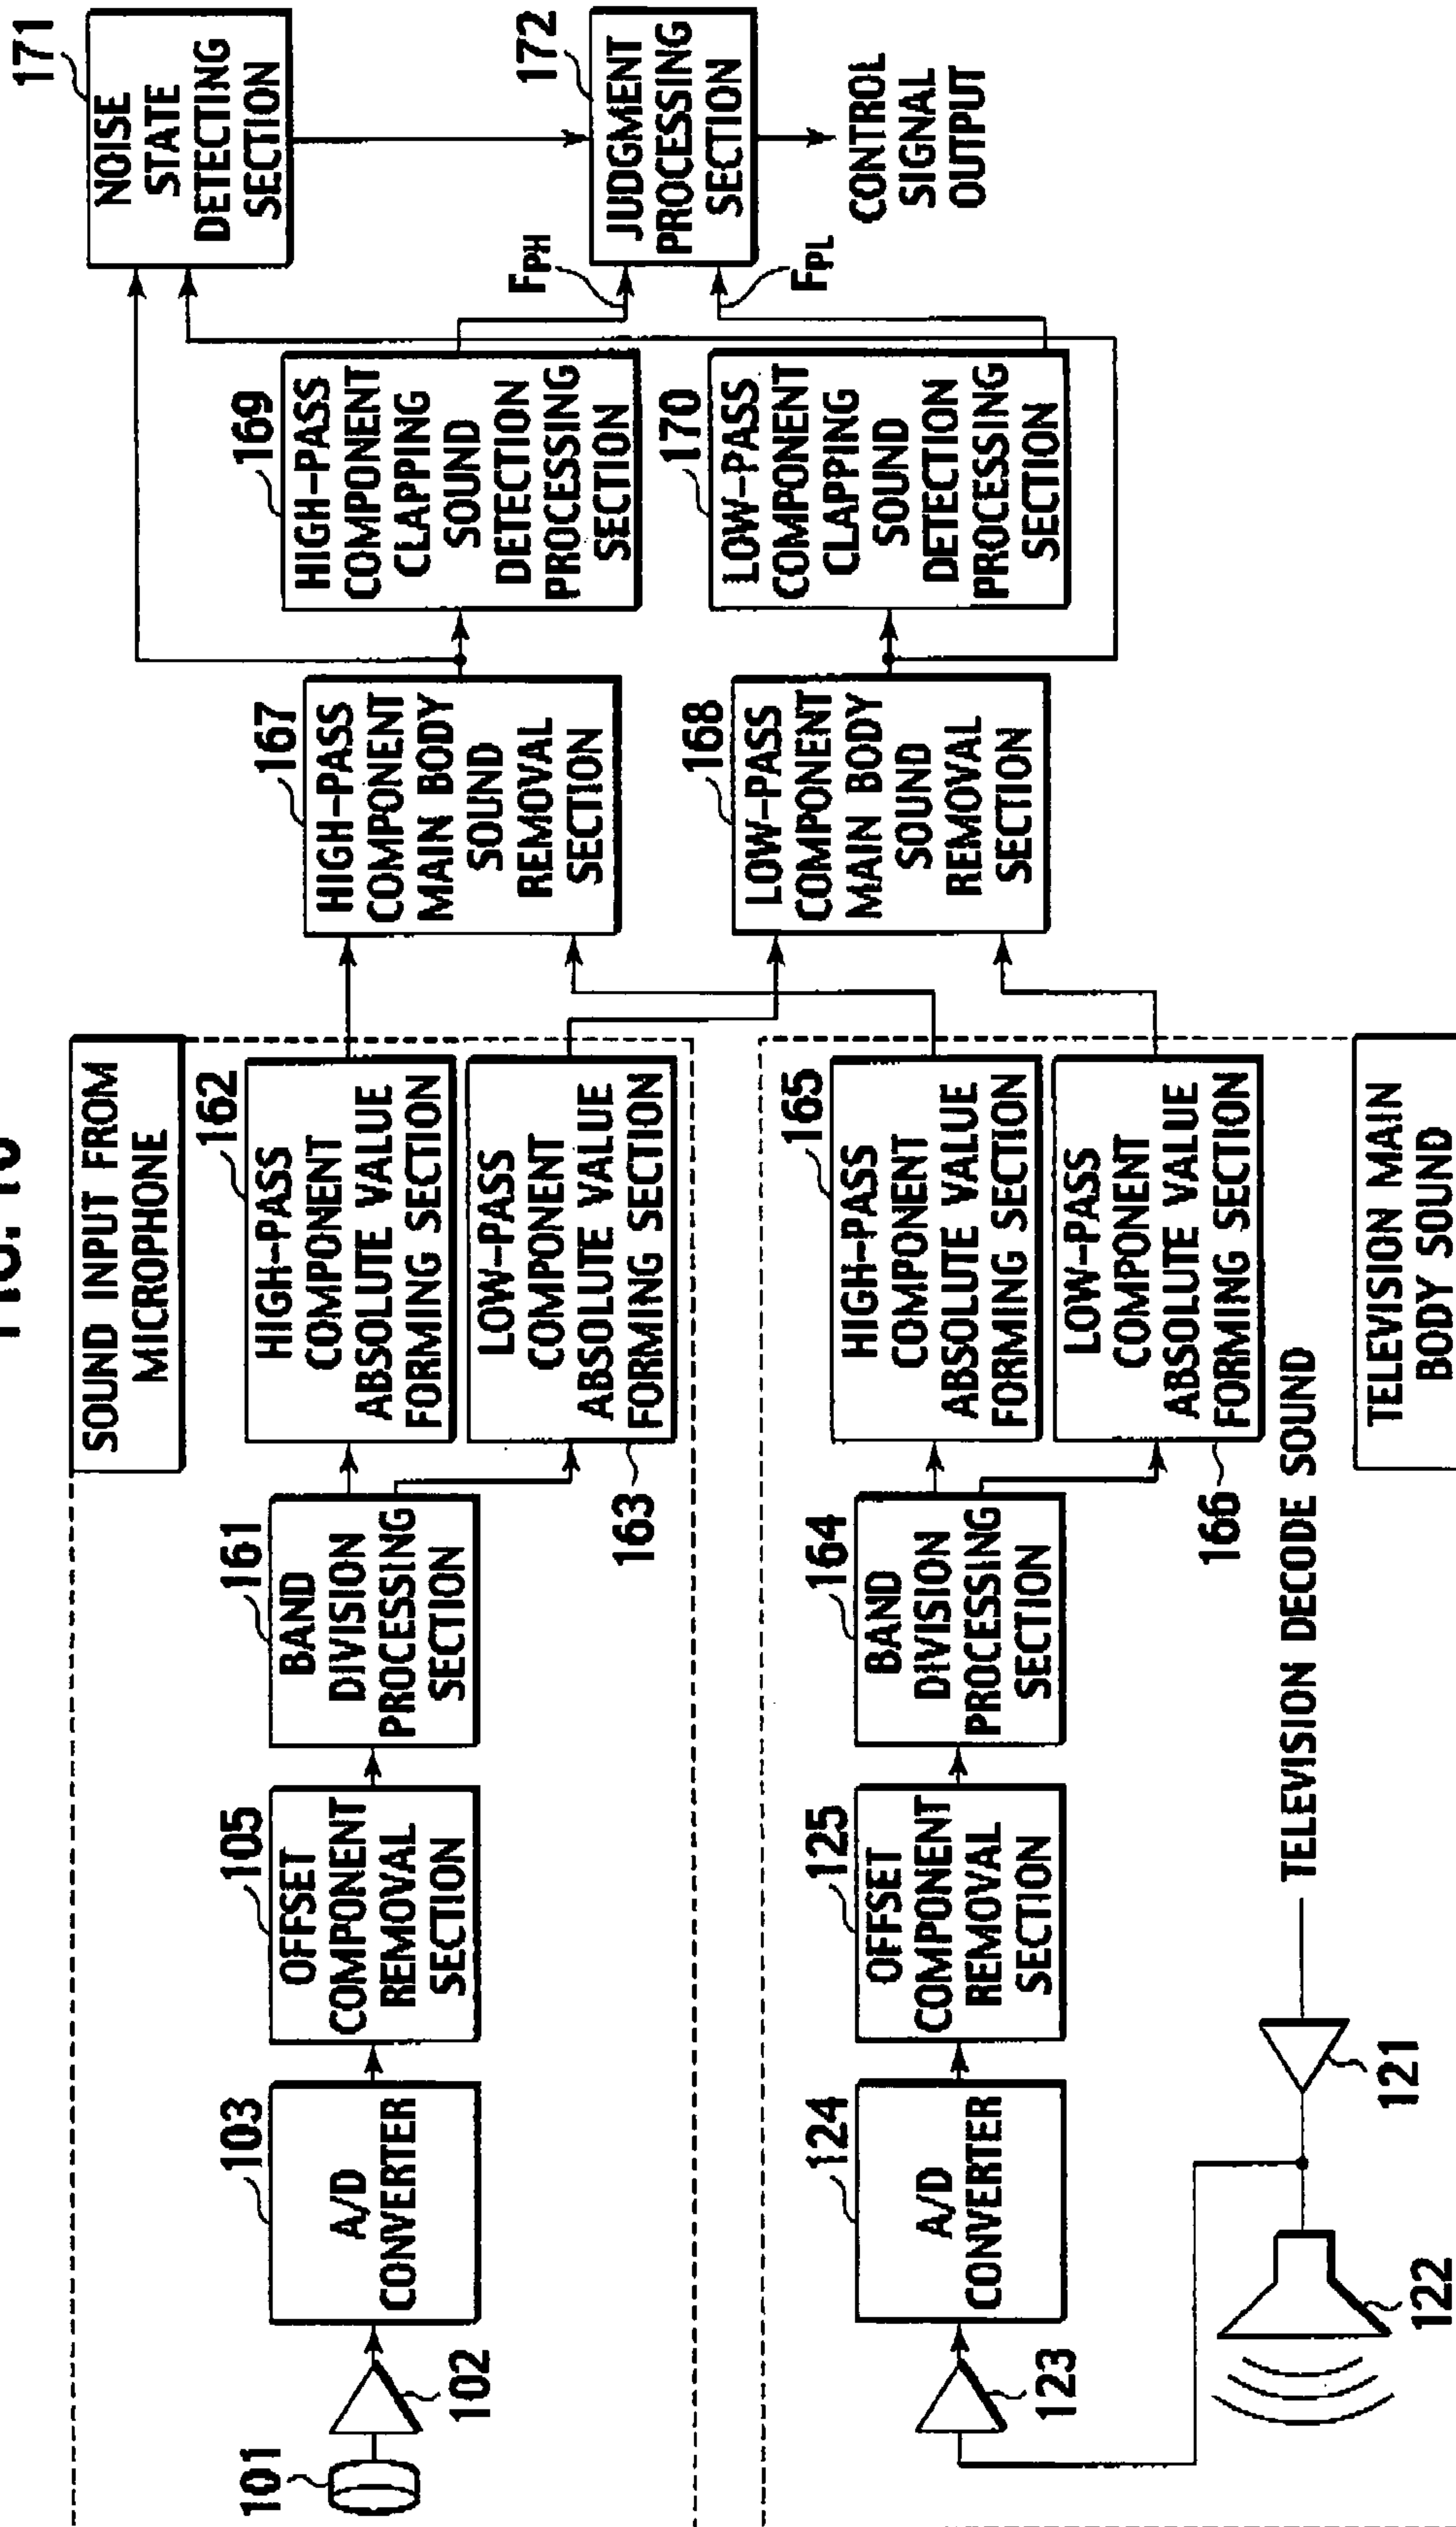 SOUND INPUT FROM
MICROPHONE
101
102
103
A/D
CONVERTER
105
OFFSET
COMPONENT
REMOVAL
SECTION
161
BAND
DIVISION
PROCESSING
SECTION
162
HIGH-PASS
COMPONENT
ABSOLUTE VALUE
FORMING SECTION
LOW-PASS
COMPONENT
ABSOLUTE VALUE
FORMING SECTION
163
167
HIGH-PASS
COMPONENT
MAIN BODY
SOUND
REMOVAL
SECTION
168
LOW-PASS
COMPONENT
MAIN BODY
SOUND
REMOVAL
SECTION
169
HIGH-PASS
COMPONENT
CLAPPING
SOUND
DETECTION
PROCESSING
SECTION
170
LOW-PASS
COMPONENT
CLAPPING
SOUND
DETECTION
PROCESSING
SECTION
171
NOISE
STATE
DETECTING
SECTION
172
JUDGMENT
PROCESSING
SECTION
FPH
FPL
CONTROL
SIGNAL
OUTPUT
123
124
A/D
CONVERTER
125
OFFSET
COMPONENT
REMOVAL
SECTION
164
BAND
DIVISION
PROCESSING
SECTION
165
HIGH-PASS
COMPONENT
ABSOLUTE VALUE
FORMING SECTION
LOW-PASS
COMPONENT
ABSOLUTE VALUE
FORMING SECTION
166
122
121
TELEVISION DECODE SOUND
TELEVISION MAIN
BODY SOUND